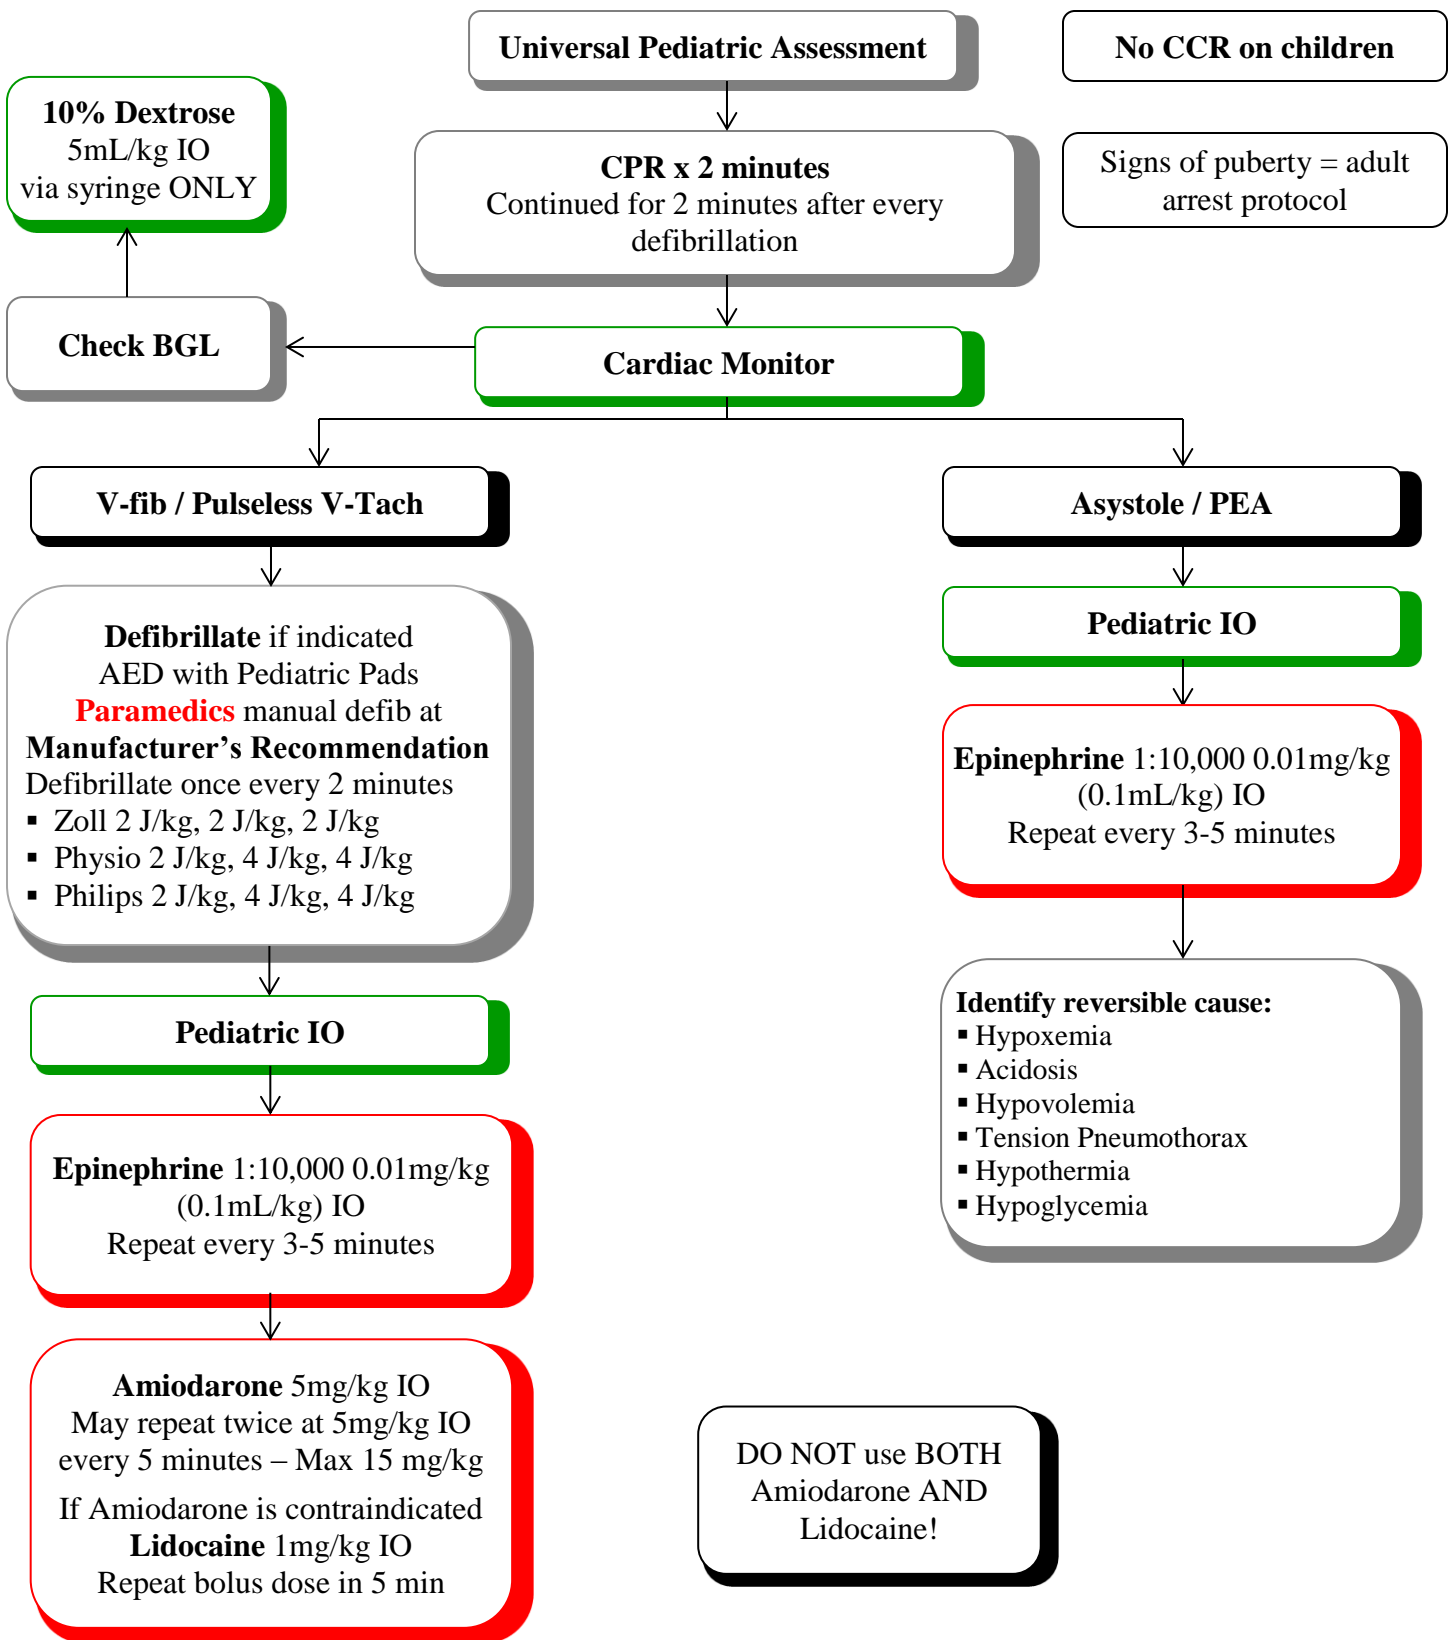 Universal Pediatric Assessment
No CCR on children
10% Dextrose
5mL/kg IO
via syringe ONLY
CPR x 2 minutes
Continued for 2 minutes after every
defibrillation
Signs of puberty = adult
arrest protocol
Check BGL
Cardiac Monitor
V-fib / Pulseless V-Tach
Defibrillate if indicated
AED with Pediatric Pads
Paramedics manual defib at
Manufacturer’s Recommendation
Defibrillate once every 2 minutes
▪ Zoll 2 J/kg, 2 J/kg, 2 J/kg
▪ Physio 2 J/kg, 4 J/kg, 4 J/kg
▪ Philips 2 J/kg, 4 J/kg, 4 J/kg
Pediatric IO
Epinephrine 1:10,000 0.01mg/kg
(0.1mL/kg) IO
Repeat every 3-5 minutes
Amiodarone 5mg/kg IO
May repeat twice at 5mg/kg IO
every 5 minutes – Max 15 mg/kg
If Amiodarone is contraindicated
Lidocaine 1mg/kg IO
Repeat bolus dose in 5 min
Asystole / PEA
Pediatric IO
Epinephrine 1:10,000 0.01mg/kg
(0.1mL/kg) IO
Repeat every 3-5 minutes
Identify reversible cause:
▪ Hypoxemia
▪ Acidosis
▪ Hypovolemia
▪ Tension Pneumothorax
▪ Hypothermia
▪ Hypoglycemia
DO NOT use BOTH
Amiodarone AND
Lidocaine!